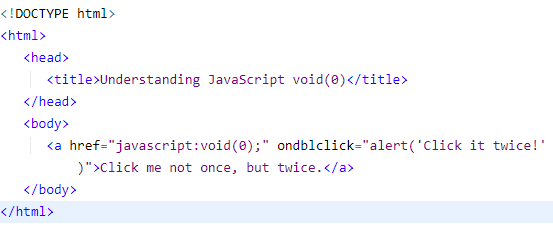 <!DOCTYPE html>
<html>
<head>
<title>Understanding JavaScript void(0)</title>
</head>
<body>
<a href="javascript:void(0);" ondblclick="alert('Click it twice!'
)">Click me not once, but twice.</a>
</body>
</html>